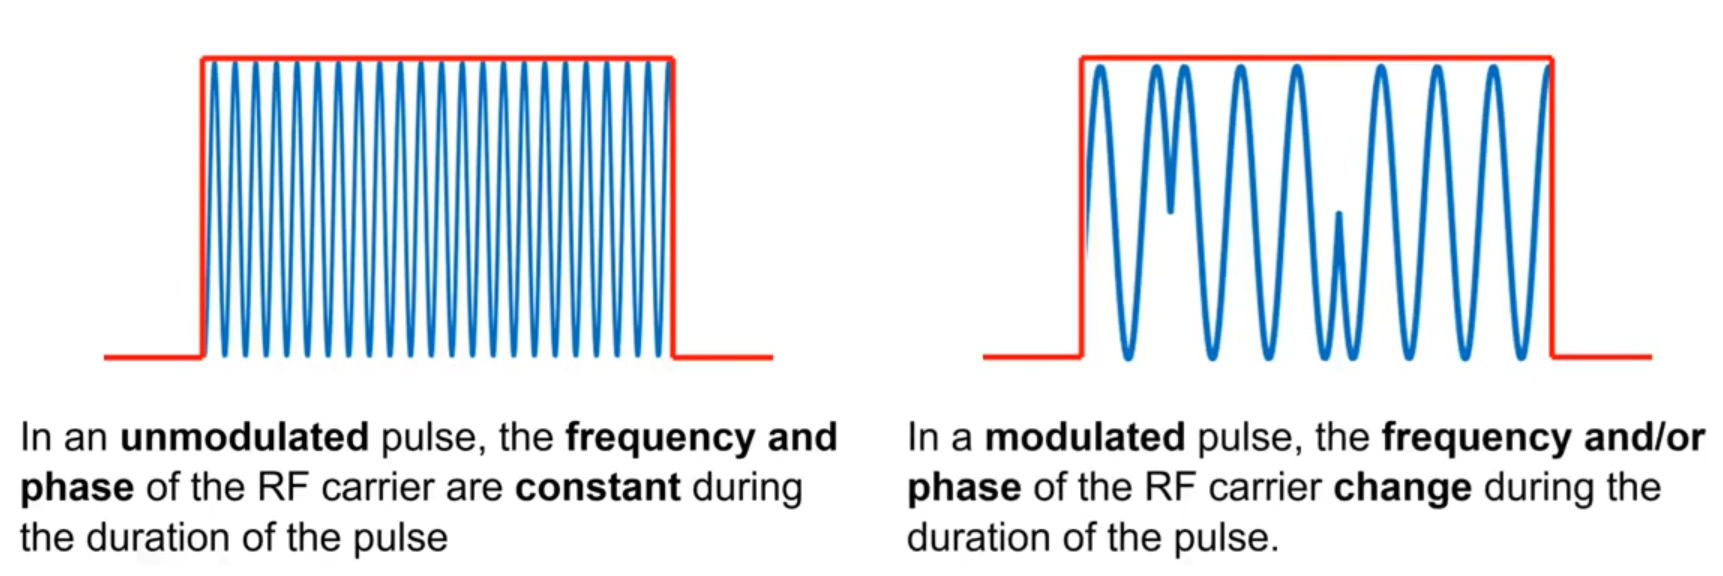 In an unmodulated pulse, the frequency and
phase of the RF carrier are constant during
the duration of the pulse
In a modulated pulse, the frequency and/or
phase of the RF carrier change during the
duration of the pulse.